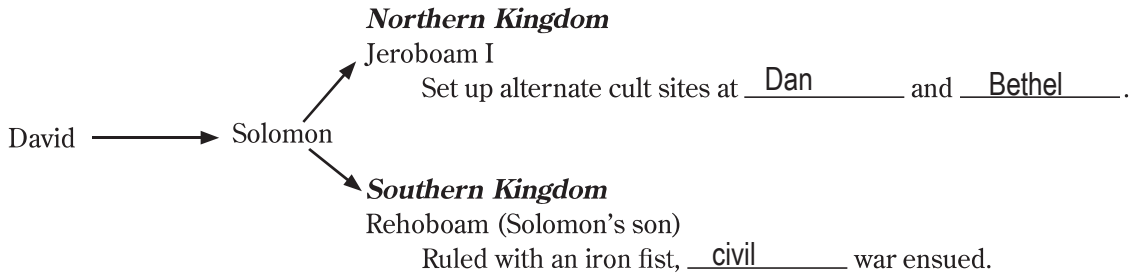 Northern Kingdom
Jeroboam I
Set up alternate cult sites at Dan and Bethel.
David
Solomon
Southern Kingdom
Rehoboam (Solomon's son)
Ruled with an iron fist, civil war ensued.